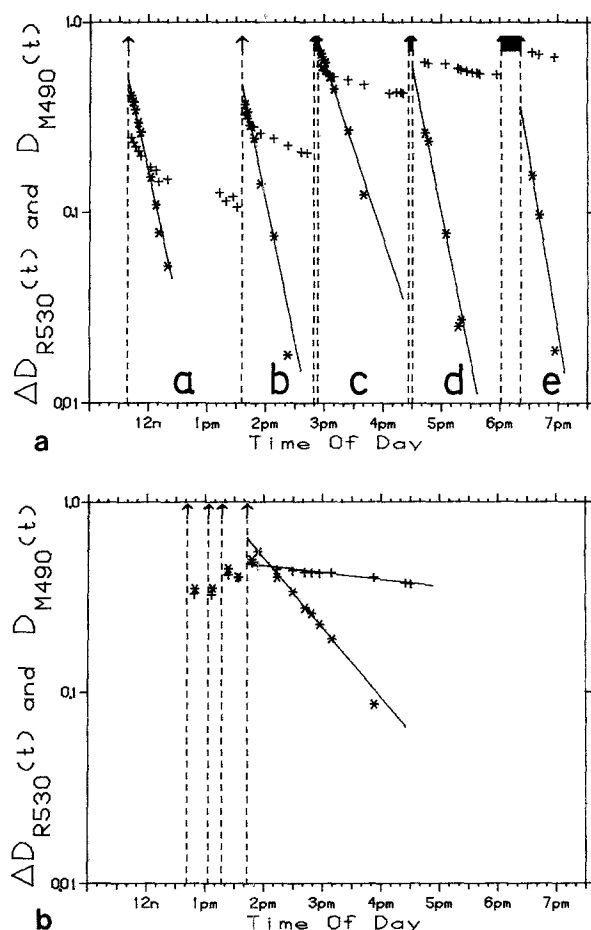 a
ΔD_R530(t) and D_M490(t)
1.0
0.1
0.01
a b c d e
12n 1pm 2pm 3pm 4pm 5pm 6pm 7pm
Time Of Day
b
ΔD_R530(t) and D_M490(t)
1.0
0.1
0.01
12n 1pm 2pm 3pm 4pm 5pm 6pm 7pm
Time Of Day